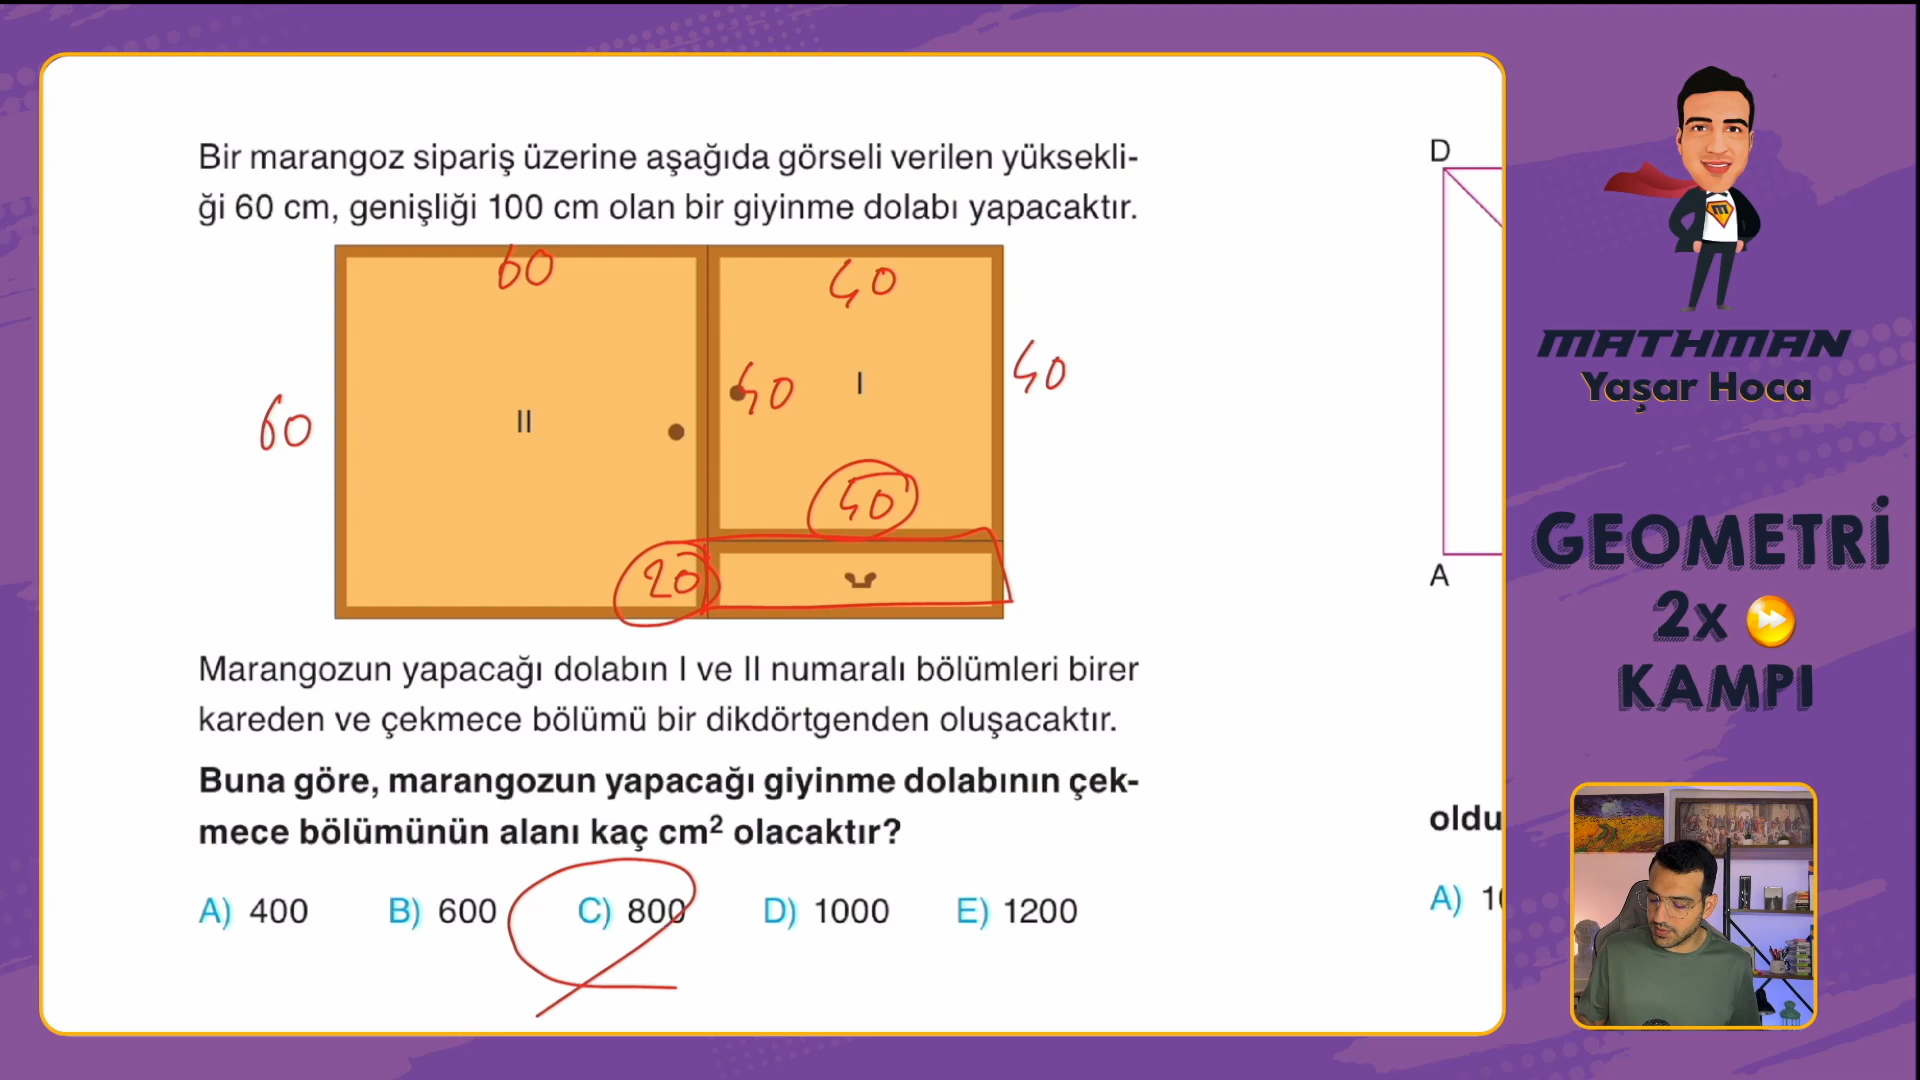 Bir marangoz sipariş üzerine aşağıda görseli verilen yüksekli-
ği 60 cm, genişliği 100 cm olan bir giyinme dolabı yapacaktır.
60
40
60
II
40
I
40
40
20
Marangozun yapacağı dolabın I ve II numaralı bölümleri birer
kareden ve çekmece bölümü bir dikdörtgenden oluşacaktır.
Buna göre, marangozun yapacağı giyinme dolabının çek-
mece bölümünün alanı kaç cm² olacaktır?
A) 400 B) 600 C) 800 D) 1000 E) 1200
D
A
oldu
A) 1
M
MATHMAN
Yaşar Hoca
GEOMETRİ
2x
KAMPI